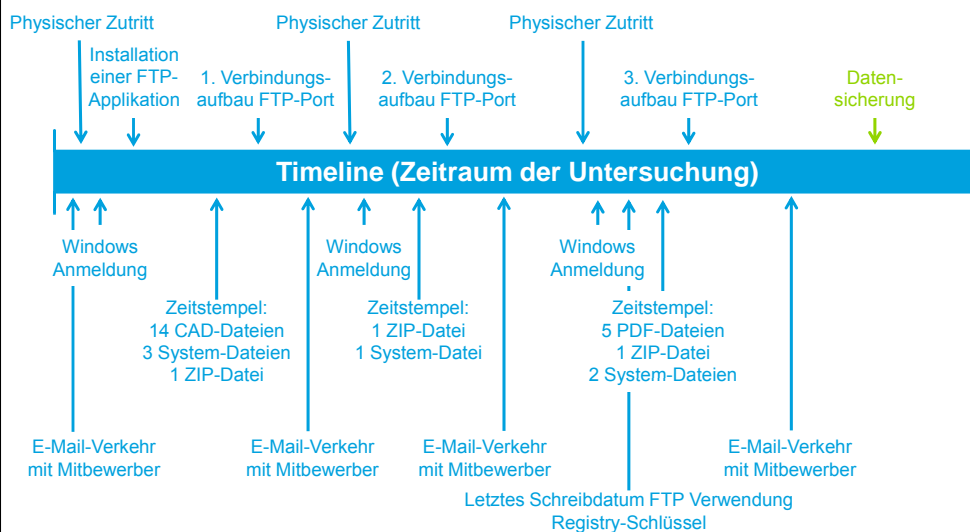 Physischer Zutritt
Physischer Zutritt
Physischer Zutritt
Installation
einer FTP-
Applikation
1. Verbindungs-
aufbau FTP-Port
2. Verbindungs-
aufbau FTP-Port
3. Verbindungs-
aufbau FTP-Port
Daten-
sicherung
Timeline (Zeitraum der Untersuchung)
Windows
Anmeldung
Windows
Anmeldung
Windows
Anmeldung
Zeitstempel:
14 CAD-Dateien
3 System-Dateien
1 ZIP-Datei
Zeitstempel:
1 ZIP-Datei
1 System-Datei
Zeitstempel:
5 PDF-Dateien
1 ZIP-Datei
2 System-Dateien
E-Mail-Verkehr
mit Mitbewerber
E-Mail-Verkehr
mit Mitbewerber
E-Mail-Verkehr
mit Mitbewerber
E-Mail-Verkehr
mit Mitbewerber
Letztes Schreibdatum FTP Verwendung
Registry-Schlüssel